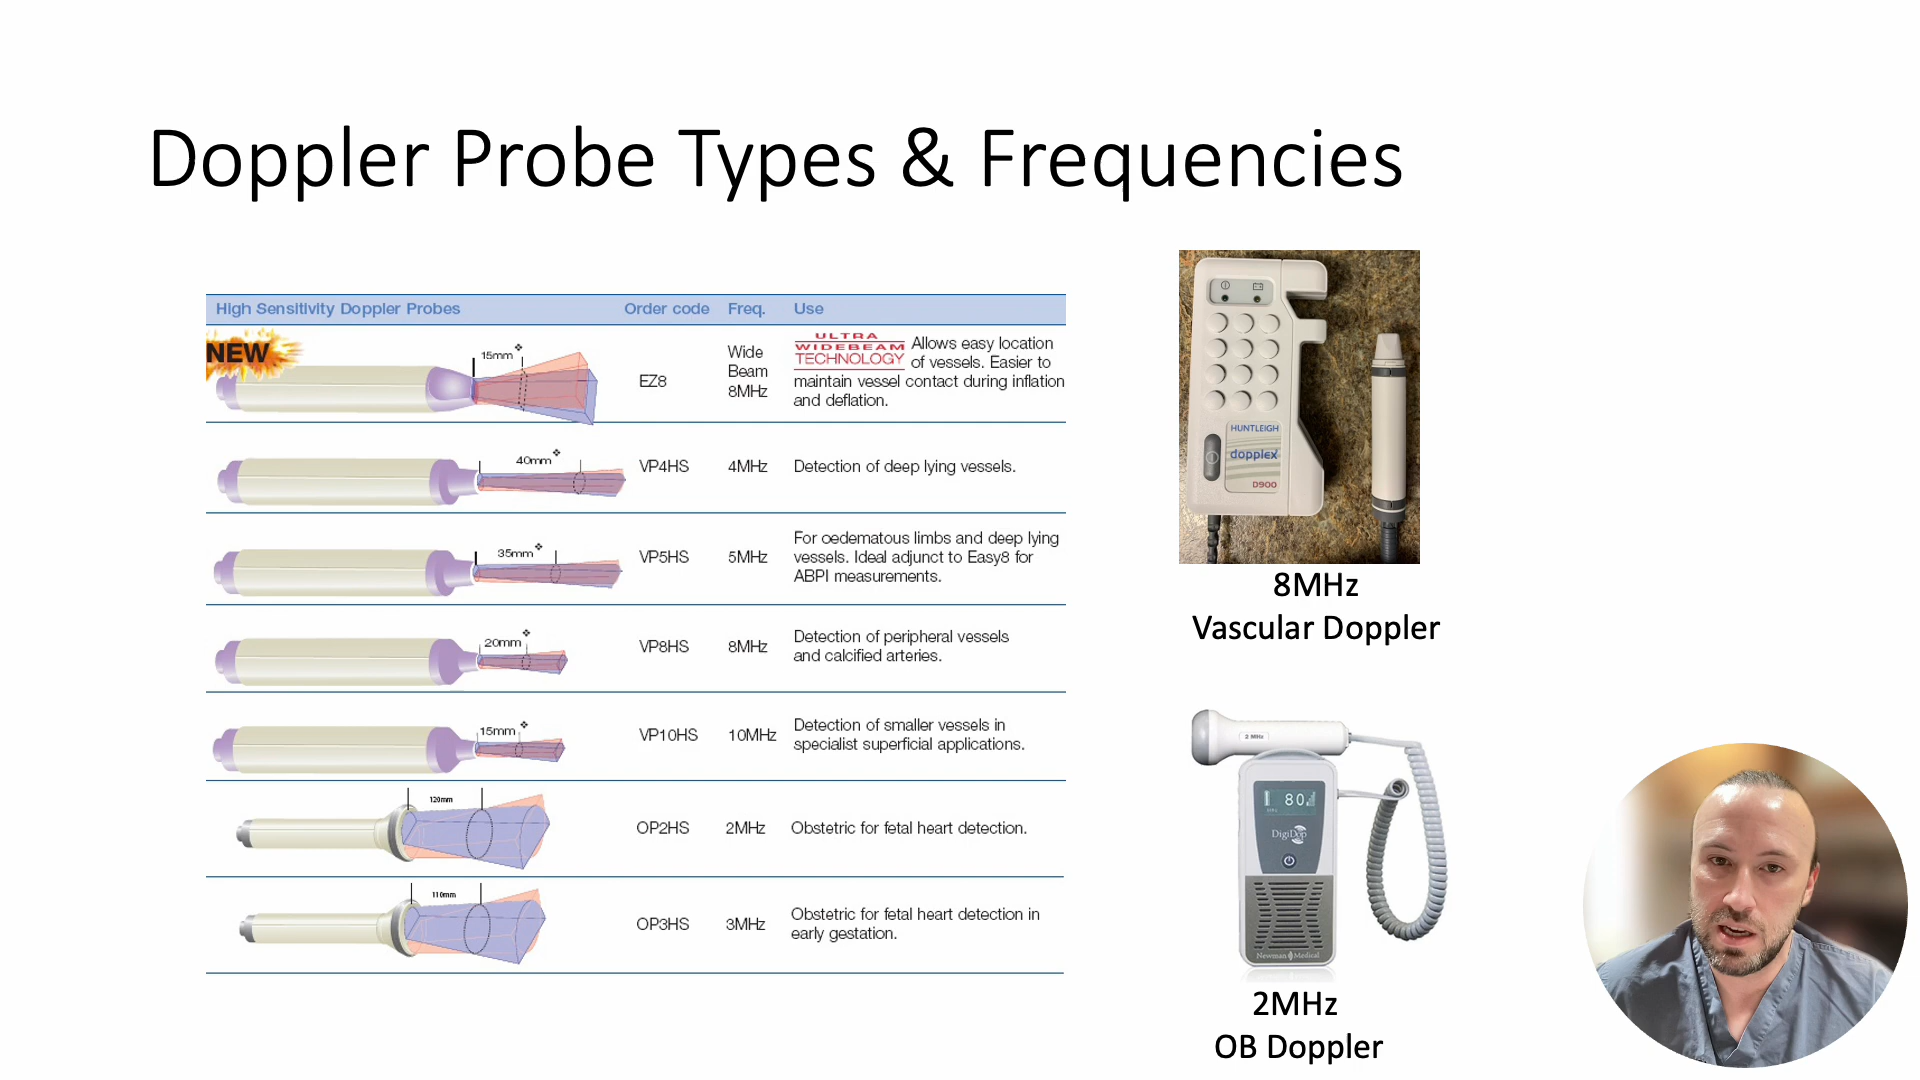 Doppler Probe Types & Frequencies
High Sensitivity Doppler Probes Order code Freq. Use
NEW
15mm
EZ8
Wide
Beam
8MHz
ULTRA
WIDEBEAM
TECHNOLOGY
Allows easy location
of vessels. Easier to
maintain vessel contact during inflation
and deflation.
40mm
VP4HS
4MHz
Detection of deep lying vessels.
35mm
VP5HS
5MHz
For oedematous limbs and deep lying
vessels. Ideal adjunct to Easy8 for
ABPI measurements.
20mm
VP8HS
8MHz
Detection of peripheral vessels
and calcified arteries.
15mm
VP10HS
10MHz
Detection of smaller vessels in
specialist superficial applications.
120mm
OP2HS
2MHz
Obstetric for fetal heart detection.
110mm
OP3HS
3MHz
Obstetric for fetal heart detection in
early gestation.
HUNTLEIGH
dopplex
D900
8MHz
Vascular Doppler
2 MHz
80
DigiDop
Newman Medical
2MHz
OB Doppler